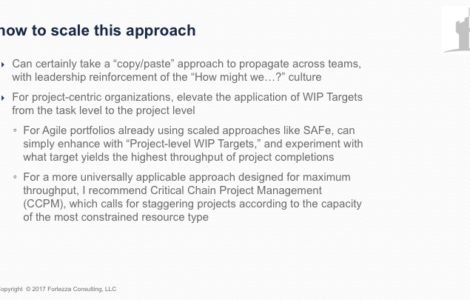 how to scale this approach
Can certainly take a “copy/paste” approach to propagate across teams,
with leadership reinforcement of the “How might we…?” culture
For project-centric organizations, elevate the application of WIP Targets
from the task level to the project level
For Agile portfolios already using scaled approaches like SAFe, can
simply enhance with “Project-level WIP Targets,” and experiment with
what target yields the highest throughput of project completions
For a more universally applicable approach designed for maximum
throughput, I recommend Critical Chain Project Management
(CCPM), which calls for staggering projects according to the capacity
of the most constrained resource type
Copyright © 2017 Fortezza Consulting, LLC